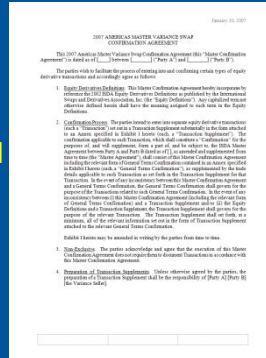 January 30, 2007
2007 AMERICAS MASTER VARIANCE SWAP
CONFIRMATION AGREEMENT
This 2007 Americas Master Variance Swap Confirmation Agreement (this "Master Confirmation
Agreement") is dated as of [ ] between [ ] ("Party A") and [ ] ("Party B").
The parties wish to facilitate the process of entering into and confirming certain types of equity
derivative transactions and accordingly agree as follows:
1. Equity Derivatives Definitions. This Master Confirmation Agreement hereby incorporates by
reference the 2002 ISDA Equity Derivatives Definitions as published by the International
Swaps and Derivatives Association, Inc. (the "Equity Definitions"). Any capitalized term not
otherwise defined herein shall have the meaning assigned to such term in the Equity
Definitions.
2. Confirmation Process. The parties intend to enter into separate equity derivative transactions
(each a "Transaction") set out in a Transaction Supplement substantially in the form attached
to an Annex specified in Exhibit I hereto (each, a "Transaction Supplement"). The
confirmation applicable to each Transaction, which shall constitute a "Confirmation" for the
purposes of, and will supplement, form a part of, and be subject to, the ISDA Master
Agreement between Party A and Party B dated as of [ ], as amended and supplemented from
time to time (the "Master Agreement"), shall consist of this Master Confirmation Agreement
including the relevant form of General Terms Confirmation contained in an Annex specified
in Exhibit I hereto (each, a "General Terms Confirmation"), as supplemented by the trade
details applicable to such Transaction as set forth in the Transaction Supplement for that
Transaction. In the event of any inconsistency between this Master Confirmation Agreement
and a General Terms Confirmation, the General Terms Confirmation shall govern for the
purpose of the Transactions related to such General Terms Confirmation. In the event of any
inconsistency between (i) this Master Confirmation Agreement (including the relevant form
of General Terms Confirmation) and a Transaction Supplement and/or (ii) the Equity
Definitions and a Transaction Supplement, the Transaction Supplement shall govern for the
purpose of the relevant Transaction. The Transaction Supplement shall set forth, at a
minimum, all of the relevant information set out in the form of Transaction Supplement
attached to the relevant General Terms Confirmation.
Exhibit I hereto may be amended in writing by the parties from time to time.
3. Non-Exclusive. The parties acknowledge and agree that the execution of this Master
Confirmation Agreement does not require them to document Transactions in accordance with
this Master Confirmation Agreement.
4. Preparation of Transaction Supplements. Unless otherwise agreed by the parties, the
preparation of a Transaction Supplement shall be the responsibility of [Party A] [Party B]
[the Variance Seller].